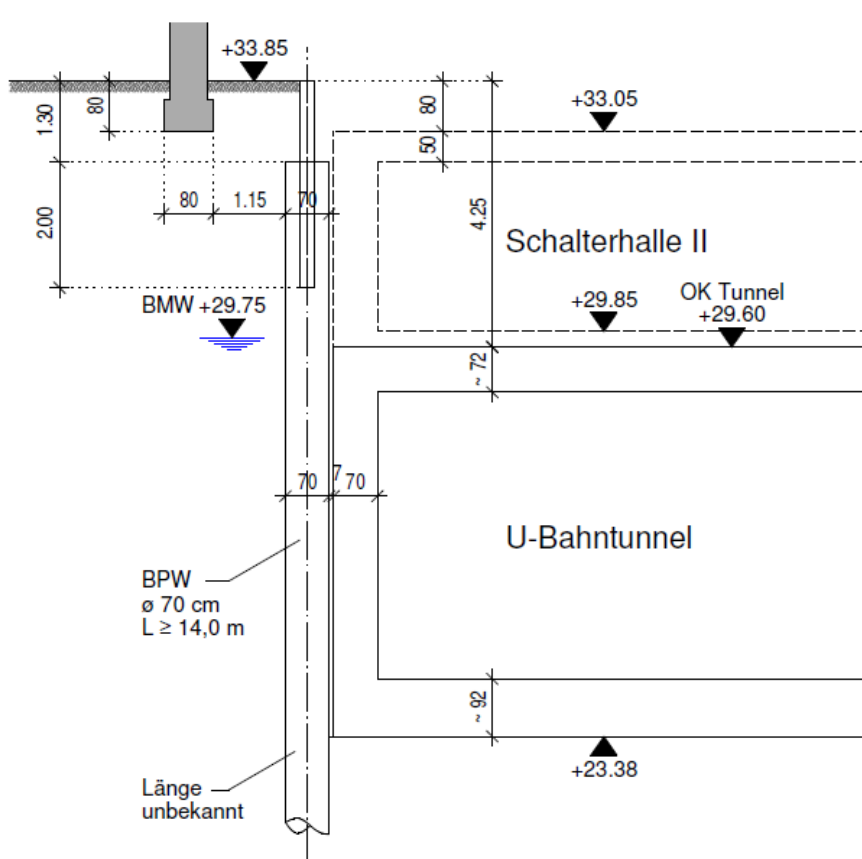 +33.85
+33.05
1.30
80
80
50
80
1.15
70
2.00
4.25
Schalterhalle II
BMW +29.75
+29.85
OK Tunnel
+29.60
~ 72
70
7
70
U-Bahntunnel
BPW
ø 70 cm
L ≥ 14,0 m
~ 92
+23.38
Länge
unbekannt